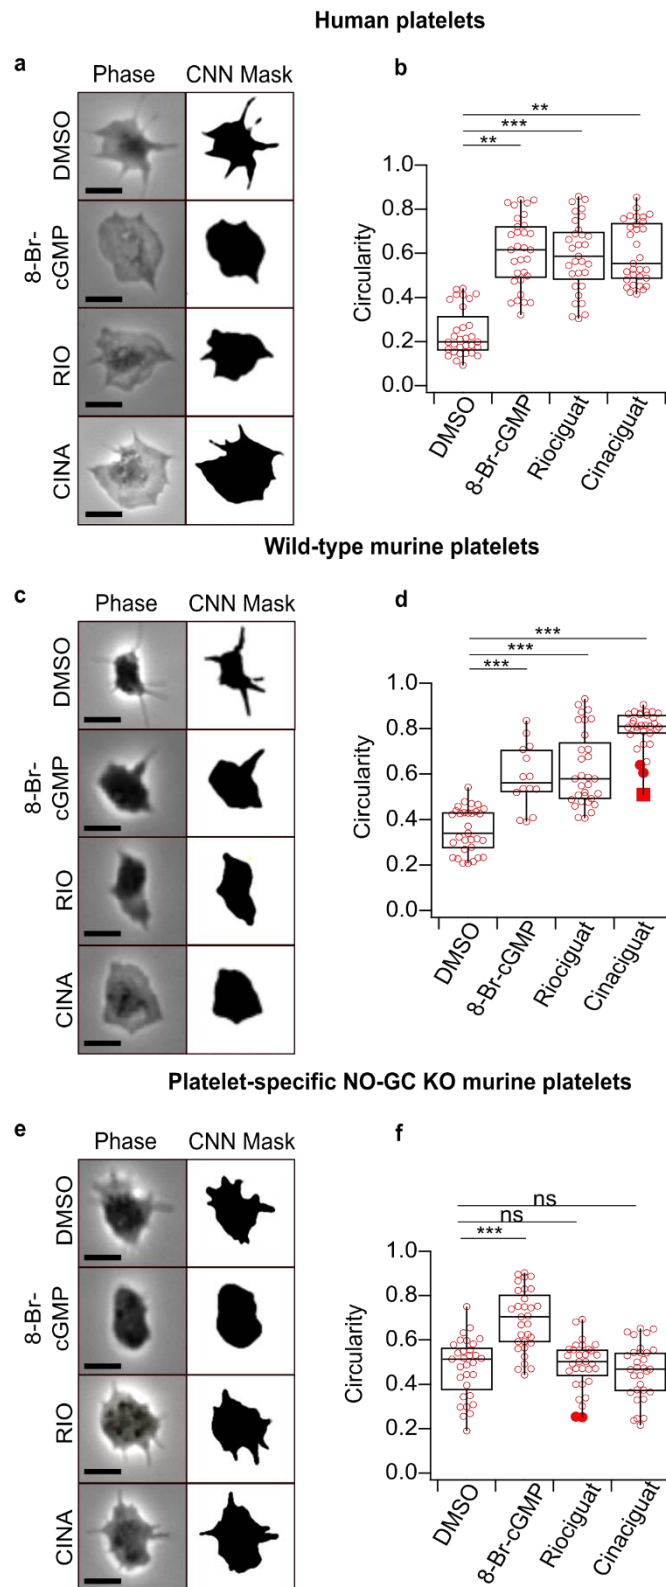 Human platelets
a
b
Phase CNN Mask
DMSO
8-Br-
cGMP
RIO
CINA
**
***
**
1.0
0.8
0.6
0.4
0.2
0.0
Circularity
DMSO
8-Br-cGMP
Riociguat
Cinaciguat
Wild-type murine platelets
c
d
Phase CNN Mask
DMSO
8-Br-
cGMP
RIO
CINA
***
***
***
1.0
0.8
0.6
0.4
0.2
0.0
Circularity
DMSO
8-Br-cGMP
Riociguat
Cinaciguat
Platelet-specific NO-GC KO murine platelets
e
f
Phase CNN Mask
DMSO
8-Br-
cGMP
RIO
CINA
ns
ns
***
1.0
0.8
0.6
0.4
0.2
0.0
Circularity
DMSO
8-Br-cGMP
Riociguat
Cinaciguat